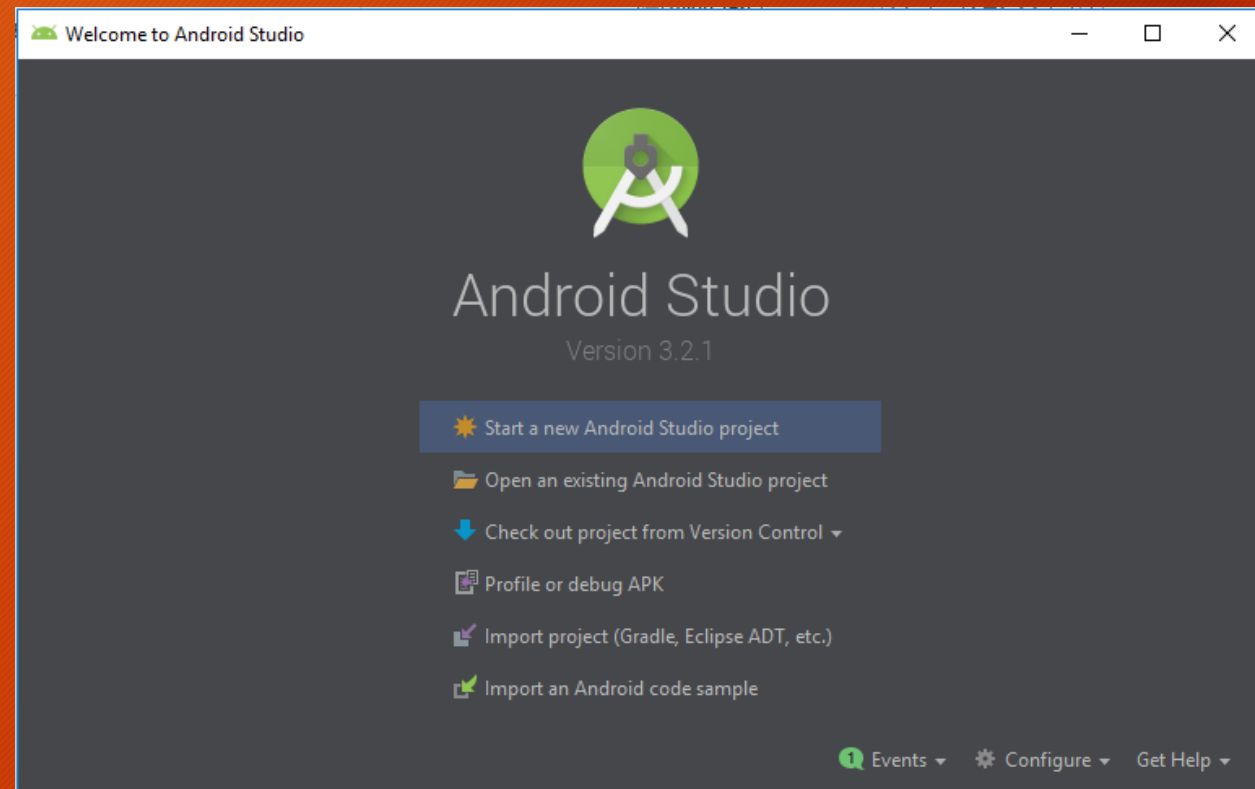 Welcome to Android Studio
Android Studio
Version 3.2.1
Start a new Android Studio project
Open an existing Android Studio project
Check out project from Version Control
Profile or debug APK
Import project (Gradle, Eclipse ADT, etc.)
Import an Android code sample
1 Events Configure Get Help